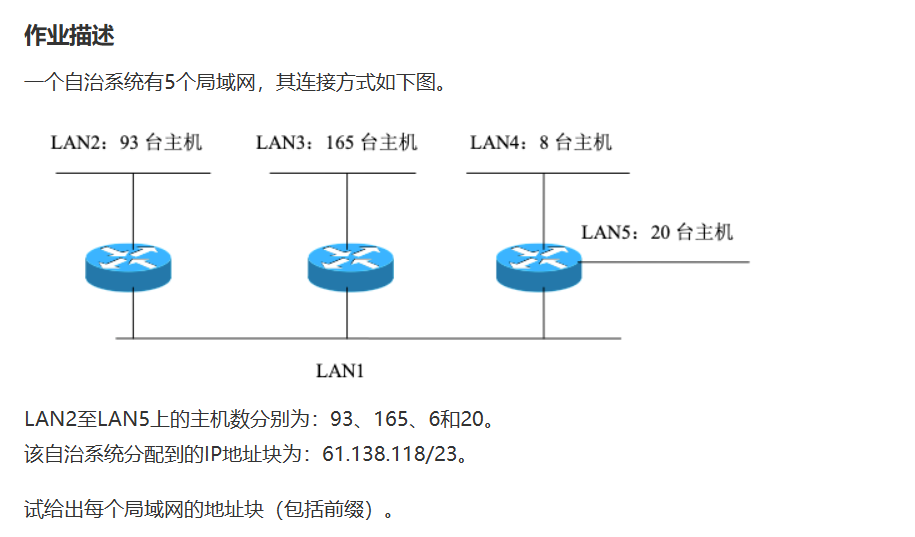 作业描述
一个自治系统有5个局域网，其连接方式如下图。
LAN2：93 台主机 LAN3：165 台主机 LAN4：8 台主机
LAN5：20 台主机
LAN1
LAN2至LAN5上的主机数分别为：93、165、6和20。
该自治系统分配到的IP地址块为：61.138.118/23。
试给出每个局域网的地址块（包括前缀）。